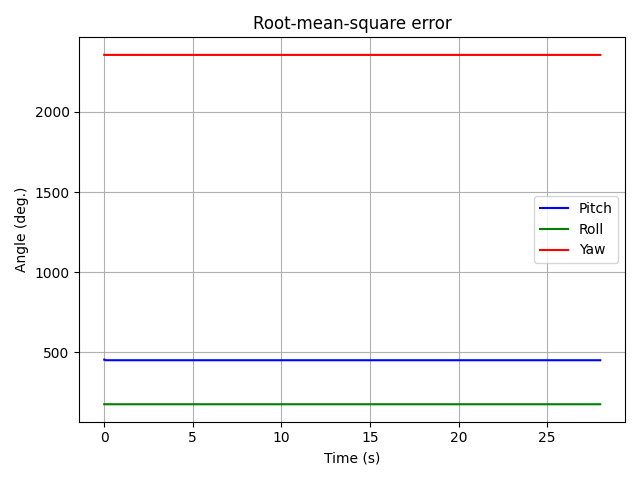 Root-mean-square error
Angle (deg.)
2000
1500
1000
500
0 5 10 15 20 25
Time (s)
Pitch
Roll
Yaw